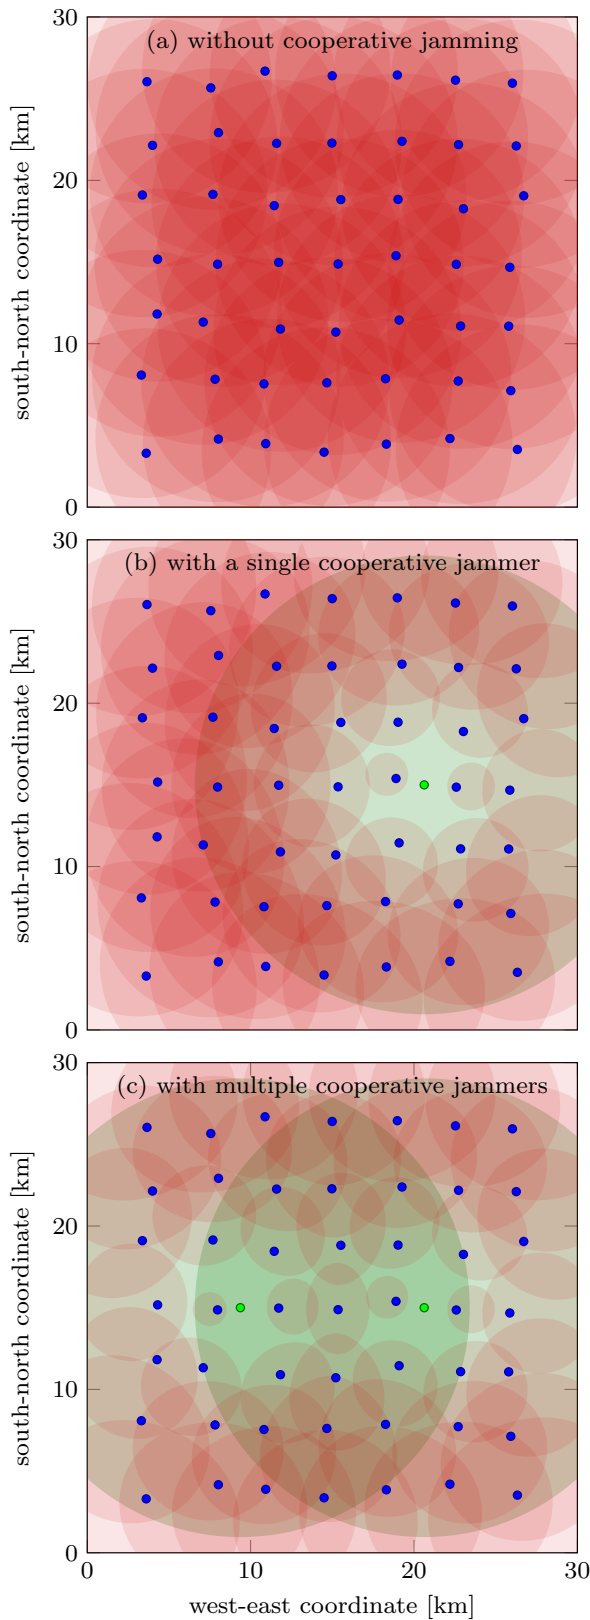 30
(a) without cooperative jamming
20
10
0
south-north coordinate [km]
30
(b) with a single cooperative jammer
20
10
0
south-north coordinate [km]
30
(c) with multiple cooperative jammers
20
10
0
south-north coordinate [km]
0 10 20 30
west-east coordinate [km]